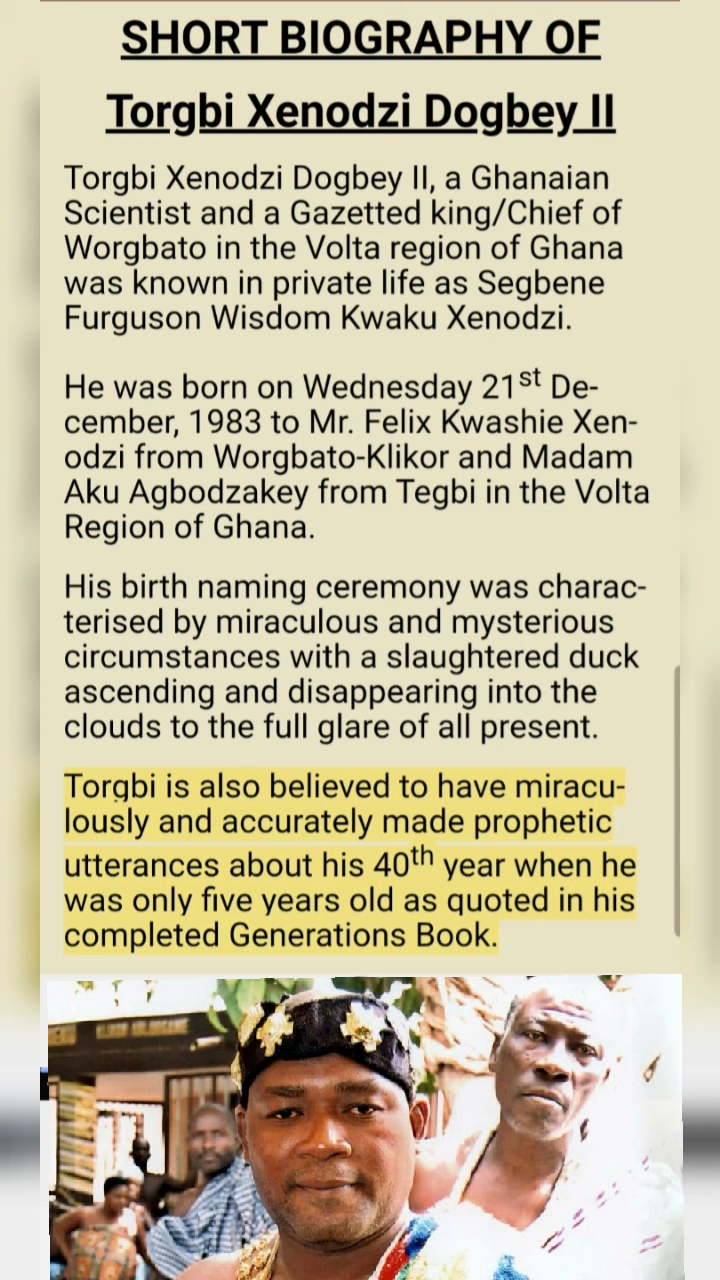 SHORT BIOGRAPHY OF
Torgbi Xenodzi Dogbey II
Torgbi Xenodzi Dogbey II, a Ghanaian
Scientist and a Gazetted king/Chief of
Worgbato in the Volta region of Ghana
was known in private life as Segbene
Furguson Wisdom Kwaku Xenodzi.
He was born on Wednesday 21st De-
cember, 1983 to Mr. Felix Kwashie Xen-
odzi from Worgbato-Klikor and Madam
Aku Agbodzakey from Tegbi in the Volta
Region of Ghana.
His birth naming ceremony was charac-
terised by miraculous and mysterious
circumstances with a slaughtered duck
ascending and disappearing into the
clouds to the full glare of all present.
Torgbi is also believed to have miracu-
lously and accurately made prophetic
utterances about his 40th year when he
was only five years old as quoted in his
completed Generations Book.